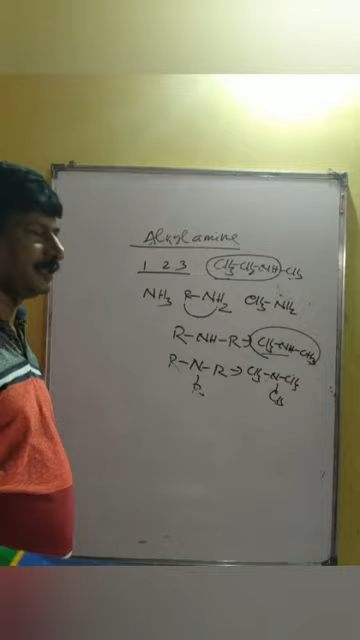 Alkylamine
1 2 3 CH3-CH2-NH-CH3
NH3 R-NH2 CH3-NH2
R-NH-R→CH3-NH-CH3
R-N-R→CH3-N-CH3
R CH3